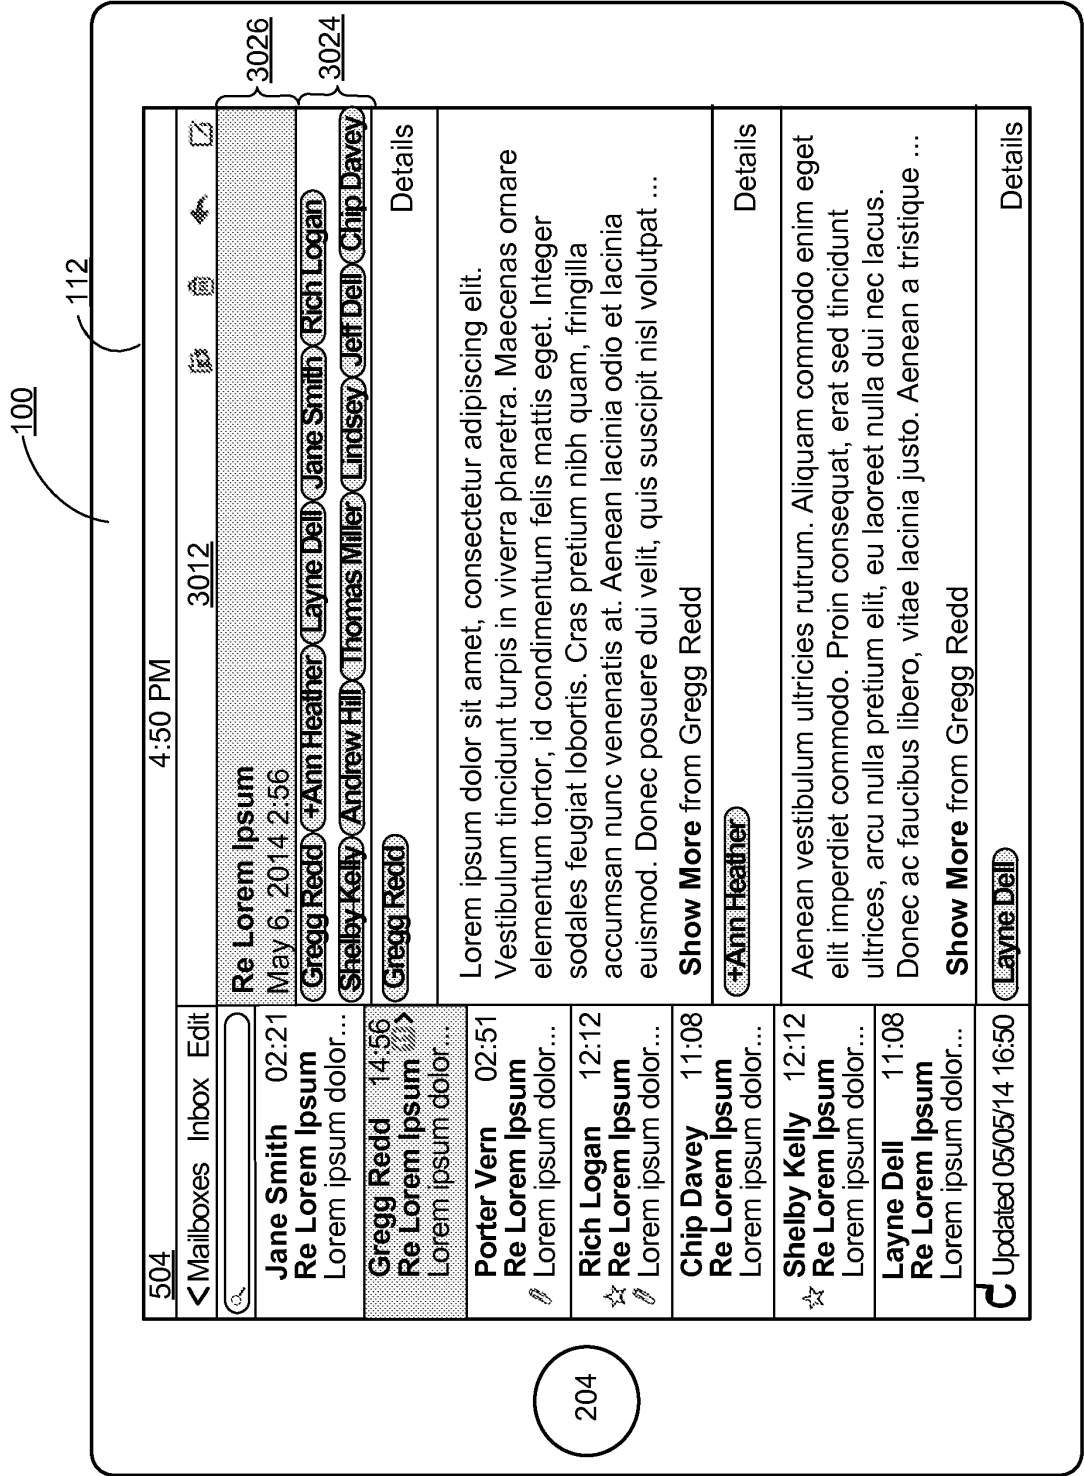 100
112
504
4:50 PM
<Mailboxes Inbox Edit
3012
3026
3024
Jane Smith 02:21
Re Lorem Ipsum
Lorem ipsum dolor...
Gregg Redd 14:56
Re Lorem Ipsum
Lorem ipsum dolor...
Porter Vern 02:51
Re Lorem Ipsum
Lorem ipsum dolor...
Rich Logan 12:12
Re Lorem Ipsum
Lorem ipsum dolor...
Chip Davey 11:08
Re Lorem Ipsum
Lorem ipsum dolor...
Shelby Kelly 12:12
Re Lorem Ipsum
Lorem ipsum dolor...
Layne Dell 11:08
Re Lorem Ipsum
Lorem ipsum dolor...
Updated 05/05/14 16:50
Re Lorem Ipsum
May 6, 2014 2:56
Gregg Redd +Ann Heather Layne Dell Jane Smith Rich Logan
Shelby Kelly Andrew Hill Thomas Miller Lindsey Jeff Dell Chip Davey
Gregg Redd Details
Lorem ipsum dolor sit amet, consectetur adipiscing elit.
Vestibulum tincidunt turpis in viverra pharetra. Maecenas ornare
elementum tortor, id condimentum felis mattis eget. Integer
sodales feugiat lobortis. Cras pretium nibh quam, fringilla
accumsan nunc venenatis at. Aenean lacinia odio et lacinia
euismod. Donec posuere dui velit, quis suscipit nisl volutpat ...
Show More from Gregg Redd
+Ann Heather Details
Aenean vestibulum ultricies rutrum. Aliquam commodo enim eget
elit imperdiet commodo. Proin consequat, erat sed tincidunt
ultrices, arcu nulla pretium elit, eu laoreet nulla dui nec lacus.
Donec ac faucibus libero, vitae lacinia justo. Aenean a tristique ...
Show More from Gregg Redd
Layne Dell Details
204